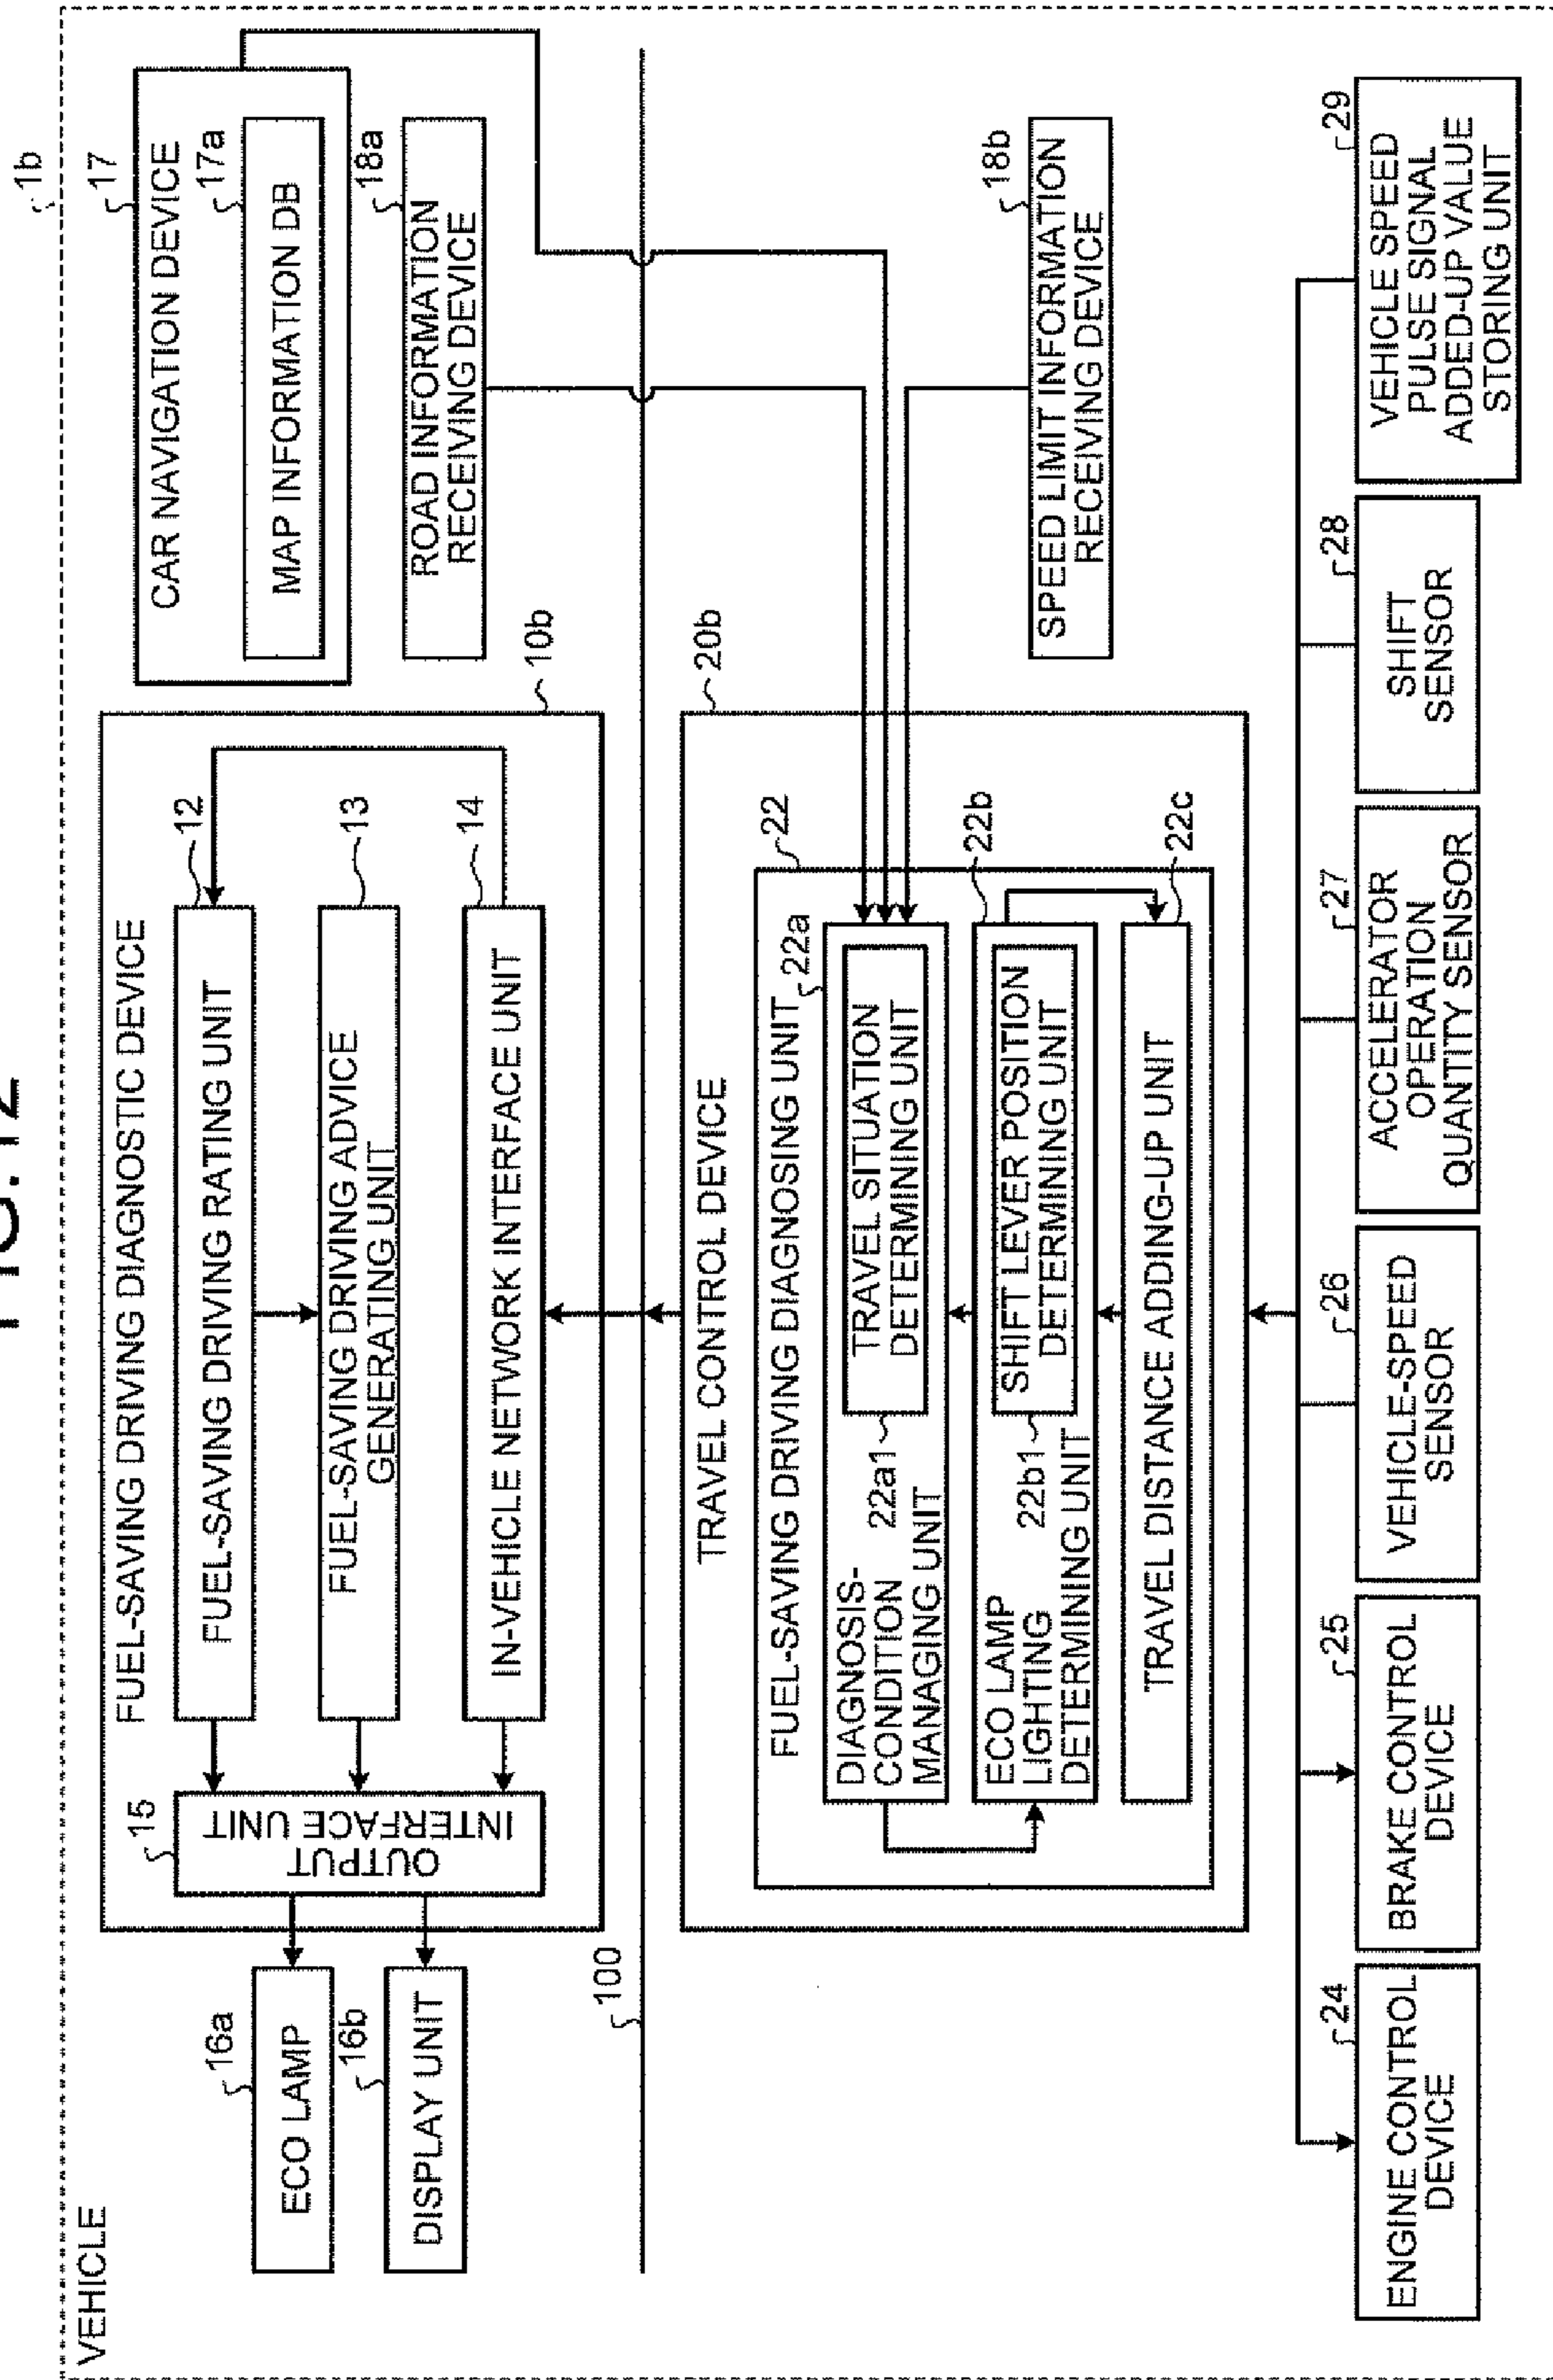 FIG.12
VEHICLE
1b
FUEL-SAVING DRIVING DIAGNOSTIC DEVICE
10b
15
OUTPUT
INTERFACE UNIT
12
FUEL-SAVING DRIVING RATING UNIT
13
FUEL-SAVING DRIVING ADVICE
GENERATING UNIT
14
IN-VEHICLE NETWORK INTERFACE UNIT
16a
ECO LAMP
16b
DISPLAY UNIT
17
CAR NAVIGATION DEVICE
17a
MAP INFORMATION DB
18a
ROAD INFORMATION
RECEIVING DEVICE
100
TRAVEL CONTROL DEVICE
20b
FUEL-SAVING DRIVING DIAGNOSING UNIT
22
22a
DIAGNOSIS-
CONDITION
MANAGING UNIT
22a1
TRAVEL SITUATION
DETERMINING UNIT
22b
ECO LAMP
LIGHTING
DETERMINING UNIT
22b1
SHIFT LEVER POSITION
DETERMINING UNIT
22c
TRAVEL DISTANCE ADDING-UP UNIT
18b
SPEED LIMIT INFORMATION
RECEIVING DEVICE
24
ENGINE CONTROL
DEVICE
25
BRAKE CONTROL
DEVICE
26
VEHICLE-SPEED
SENSOR
27
ACCELERATOR
OPERATION
QUANTITY SENSOR
28
SHIFT
SENSOR
29
VEHICLE SPEED
PULSE SIGNAL
ADDED-UP VALUE
STORING UNIT